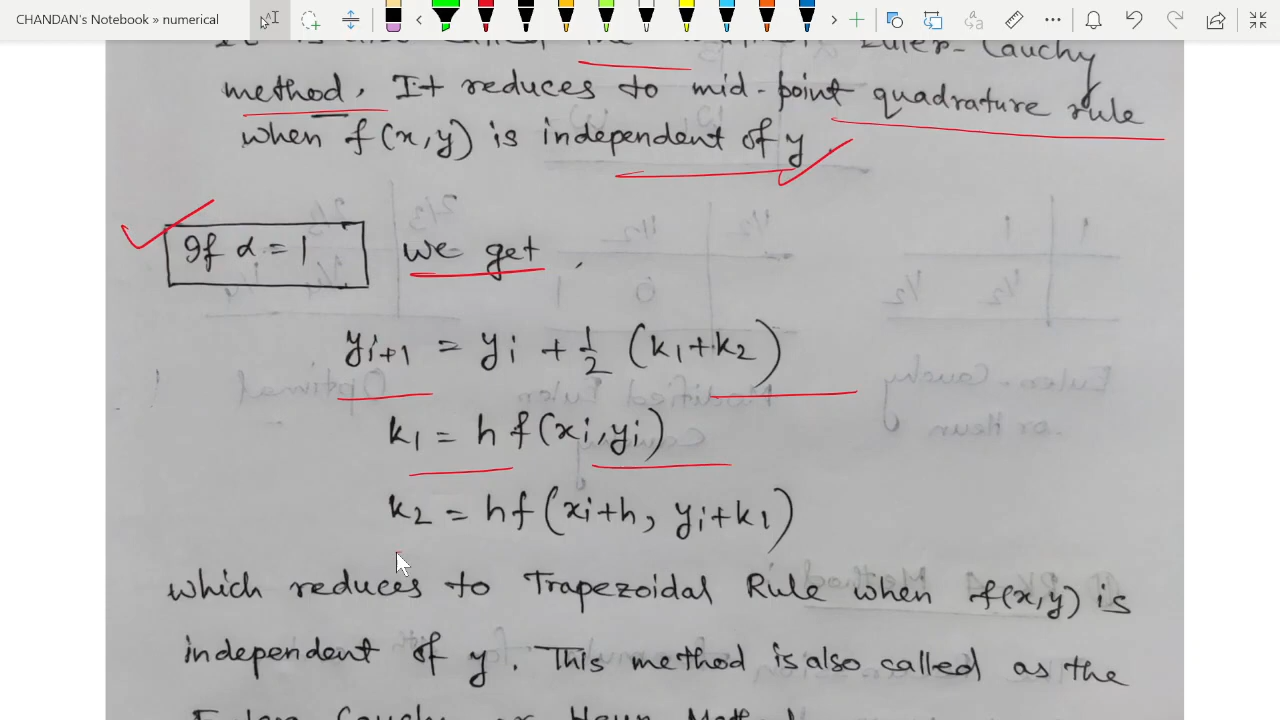 CHANDAN's Notebook » numerical
Euler-Cauchy
method. It reduces to mid-point quadrature rule
when f(x,y) is independent of y
If α = 1 we get,
yi+1 = yi + 1/2 (k1+k2)
k1 = h f(xi,yi)
k2 = hf(xi+h, yi+k1)
which reduces to Trapezoidal Rule when f(x,y) is
independent of y. This method is also called as the